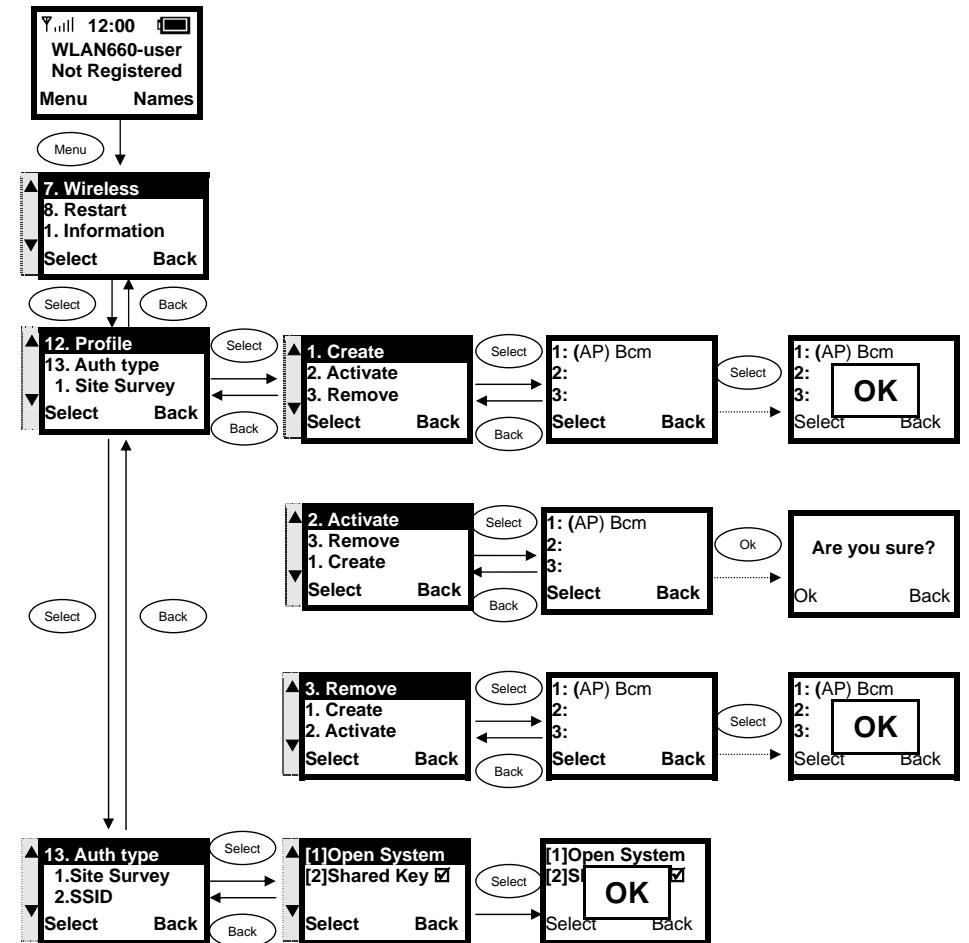 12:00
WLAN660-user
Not Registered
Menu Names
Menu
7. Wireless
8. Restart
1. Information
Select Back
Select Back
12. Profile
13. Auth type
1. Site Survey
Select Back
Select
Back
1. Create
2. Activate
3. Remove
Select Back
Select
Back
1: (AP) Bcm
2:
3:
Select Back
Select
1: (AP) Bcm
2:
3:
OK
Select Back
2. Activate
3. Remove
1. Create
Select Back
Select
Back
1: (AP) Bcm
2:
3:
Select Back
Ok
Are you sure?
Ok Back
Select Back
3. Remove
1. Create
2. Activate
Select Back
Select
Back
1: (AP) Bcm
2:
3:
Select Back
Select
1: (AP) Bcm
2:
3:
OK
Select Back
13. Auth type
1.Site Survey
2.SSID
Select Back
Select
Back
[1]Open System
[2]Shared Key ☑
Select Back
Select
[1]Open System
[2]S ☑
OK
Select Back